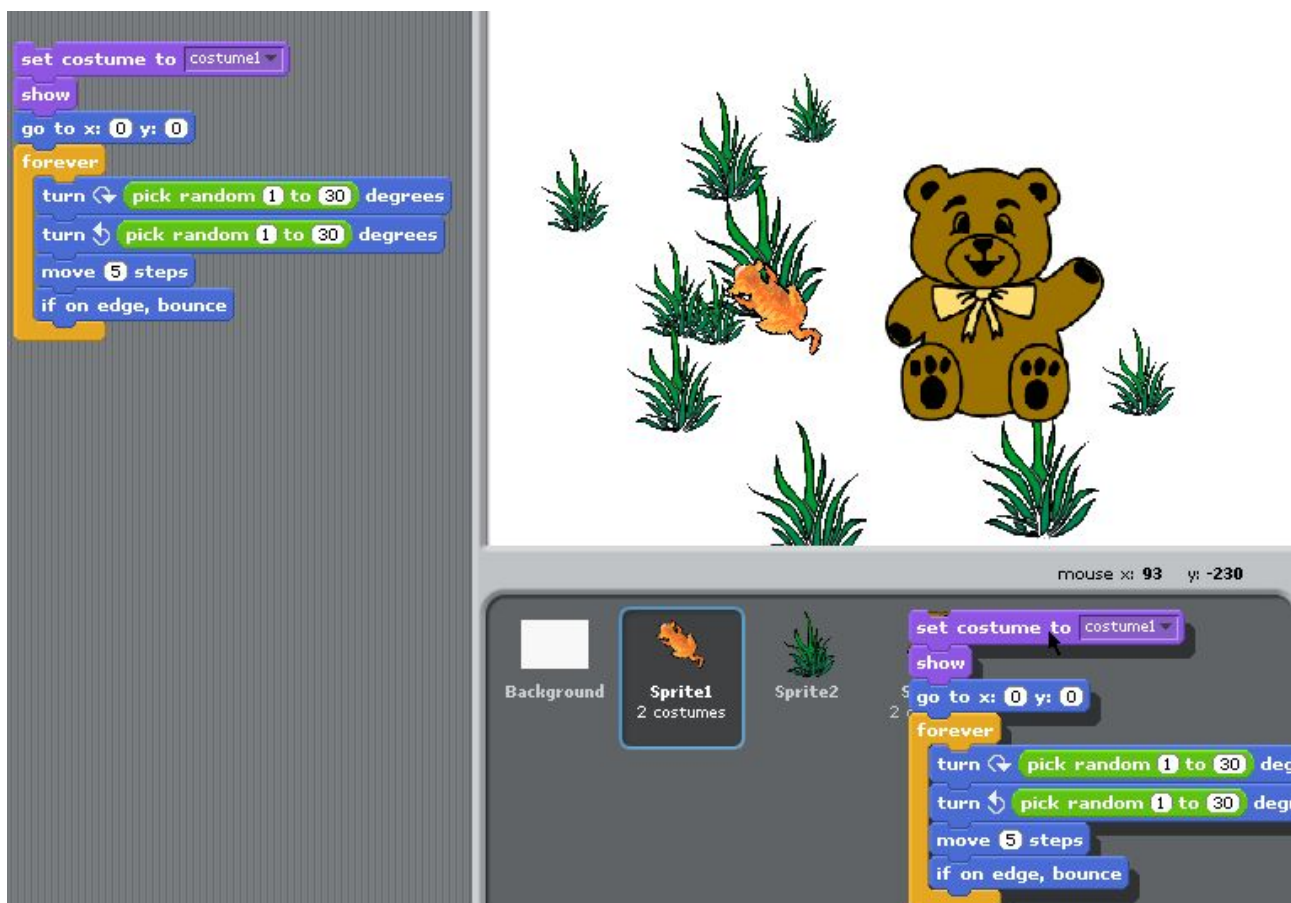 set costume to costume1
show
go to x: 0 y: 0
forever
turn pick random 1 to 30 degrees
turn pick random 1 to 30 degrees
move 5 steps
if on edge, bounce
mouse x: 93 y: -230
Background
Sprite1
2 costumes
Sprite2
S
2
set costume to costume1
show
go to x: 0 y: 0
forever
turn pick random 1 to 30 deg
turn pick random 1 to 30 deg
move 5 steps
if on edge, bounce